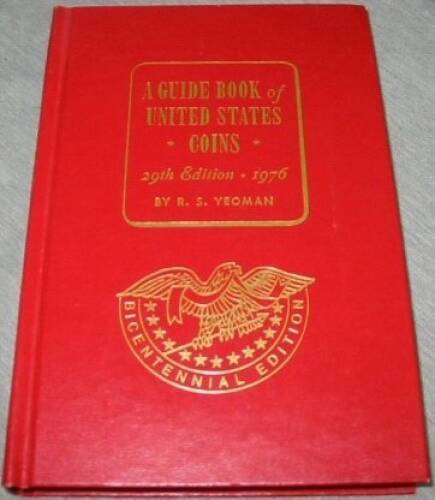 A GUIDE BOOK of
UNITED STATES
COINS
29th Edition • 1976
BY R. S. YEOMAN
BICENTENNIAL EDITION